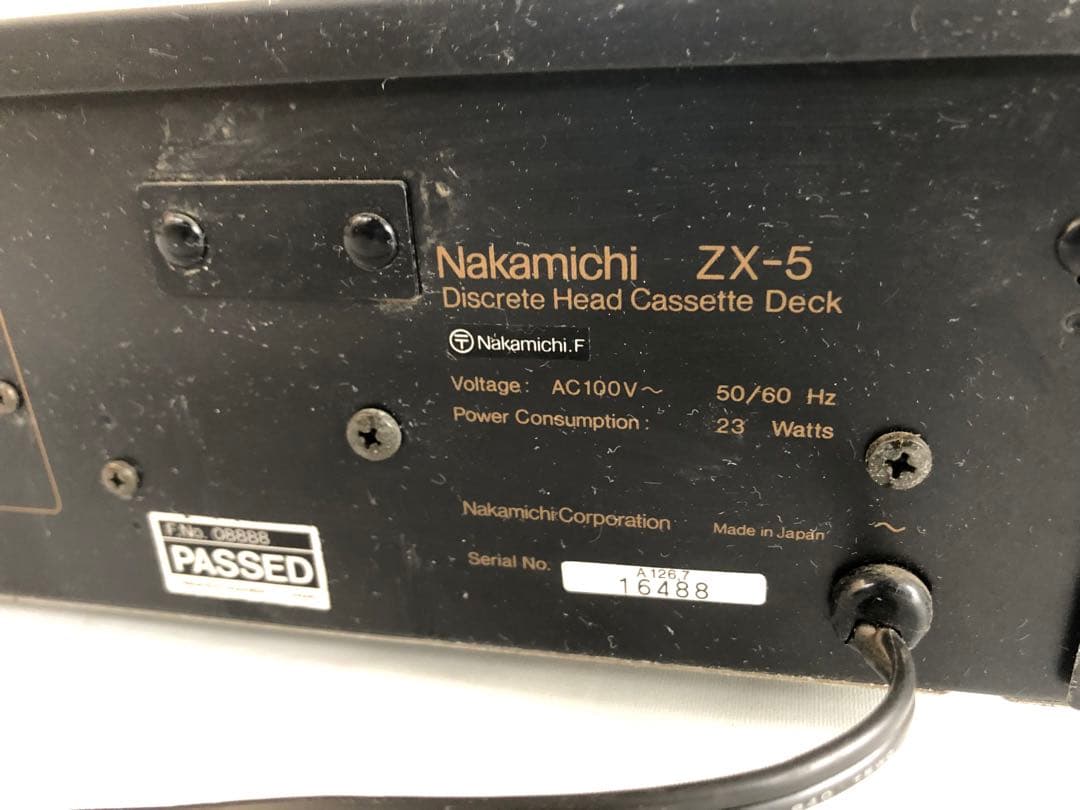 Nakamichi ZX-5
Discrete Head Cassette Deck
〒 Nakamichi.F
Voltage: AC100V~ 50/60 Hz
Power Consumption: 23 Watts
Nakamichi Corporation Made in Japan
~
Serial No. A126,7
16488
F No. 08888
PASSED